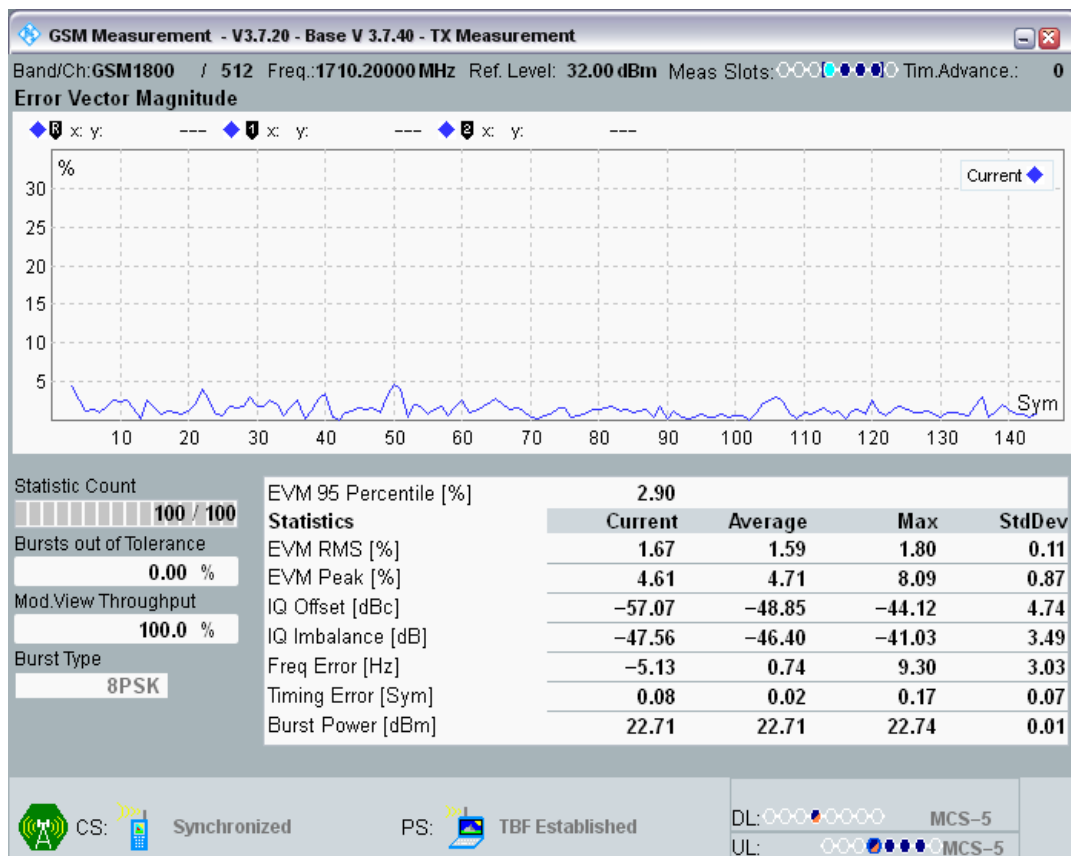 GSM Measurement - V3.7.20 - Base V 3.7.40 - TX Measurement
Band/Ch:GSM1800 / 512 Freq.:1710.20000 MHz Ref. Level: 32.00 dBm Meas Slots: Tim.Advance.: 0
Error Vector Magnitude
R x: y: --- 1 x: y: --- 2 x: y: ---
%
Current
30
25
20
15
10
5
Sym
10 20 30 40 50 60 70 80 90 100 110 120 130 140
Statistic Count
100 / 100
Bursts out of Tolerance
0.00 %
Mod.View Throughput
100.0 %
Burst Type
8PSK
EVM 95 Percentile [%] 2.90
Statistics Current Average Max StdDev
EVM RMS [%] 1.67 1.59 1.80 0.11
EVM Peak [%] 4.61 4.71 8.09 0.87
IQ Offset [dBc] −57.07 −48.85 −44.12 4.74
IQ Imbalance [dB] −47.56 −46.40 −41.03 3.49
Freq Error [Hz] −5.13 0.74 9.30 3.03
Timing Error [Sym] 0.08 0.02 0.17 0.07
Burst Power [dBm] 22.71 22.71 22.74 0.01
CS: Synchronized PS: TBF Established
DL: MCS−5
UL: MCS−5